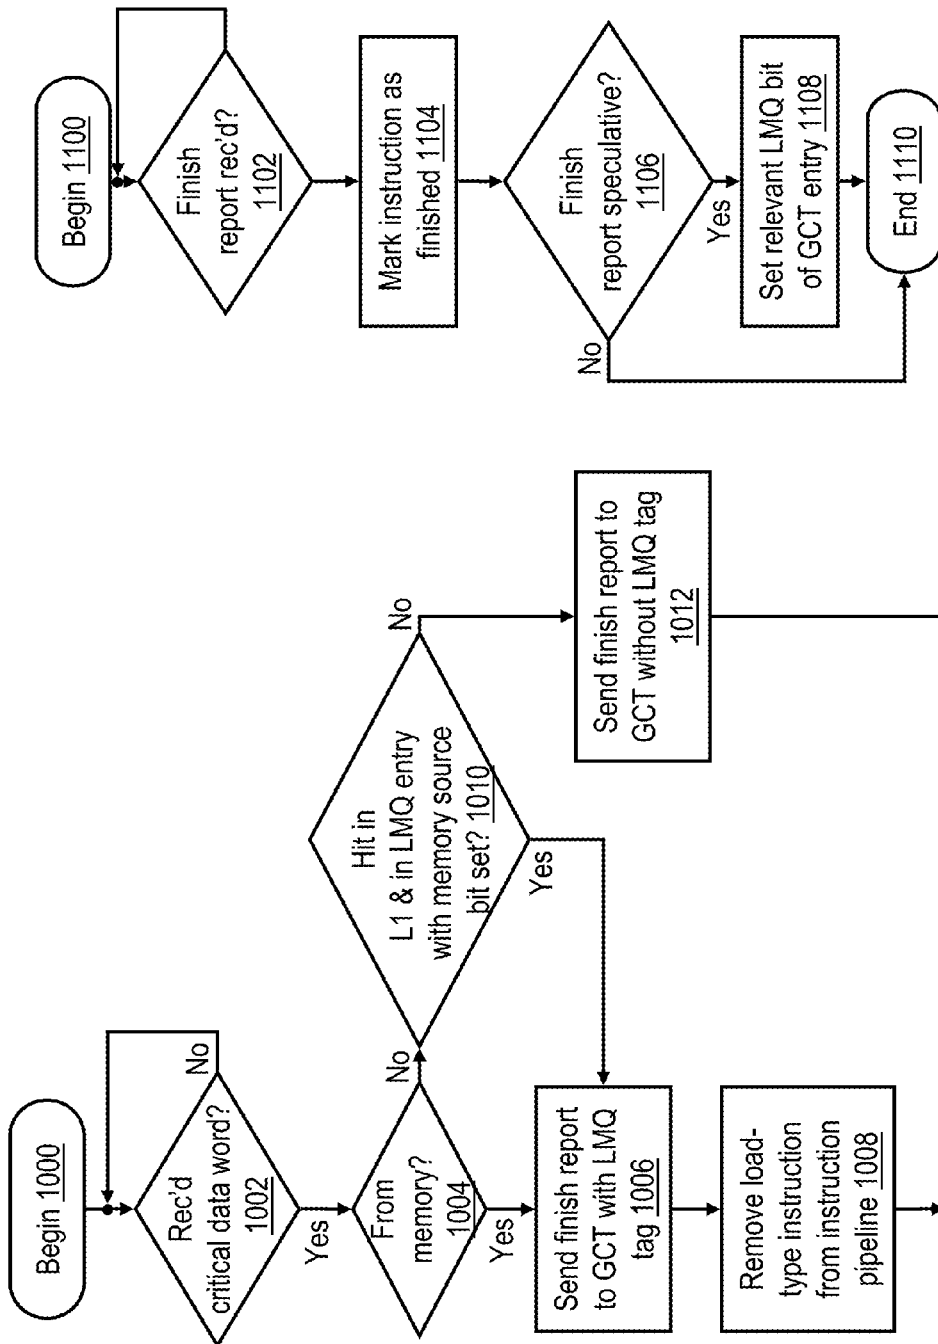 Begin 1000
Rec'd
critical data word?
1002
No
Yes
From
memory?
1004
No
Yes
Hit in
L1 & in LMQ entry
with memory source
bit set? 1010
No
Yes
Send finish report
to GCT with LMQ
tag 1006
Send finish report to
GCT without LMQ tag
1012
Remove load-
type instruction
from instruction
pipeline 1008
Begin 1100
Finish
report rec'd?
1102
Mark instruction as
finished 1104
Finish
report speculative?
1106
No
Yes
Set relevant LMQ bit
of GCT entry 1108
End 1110